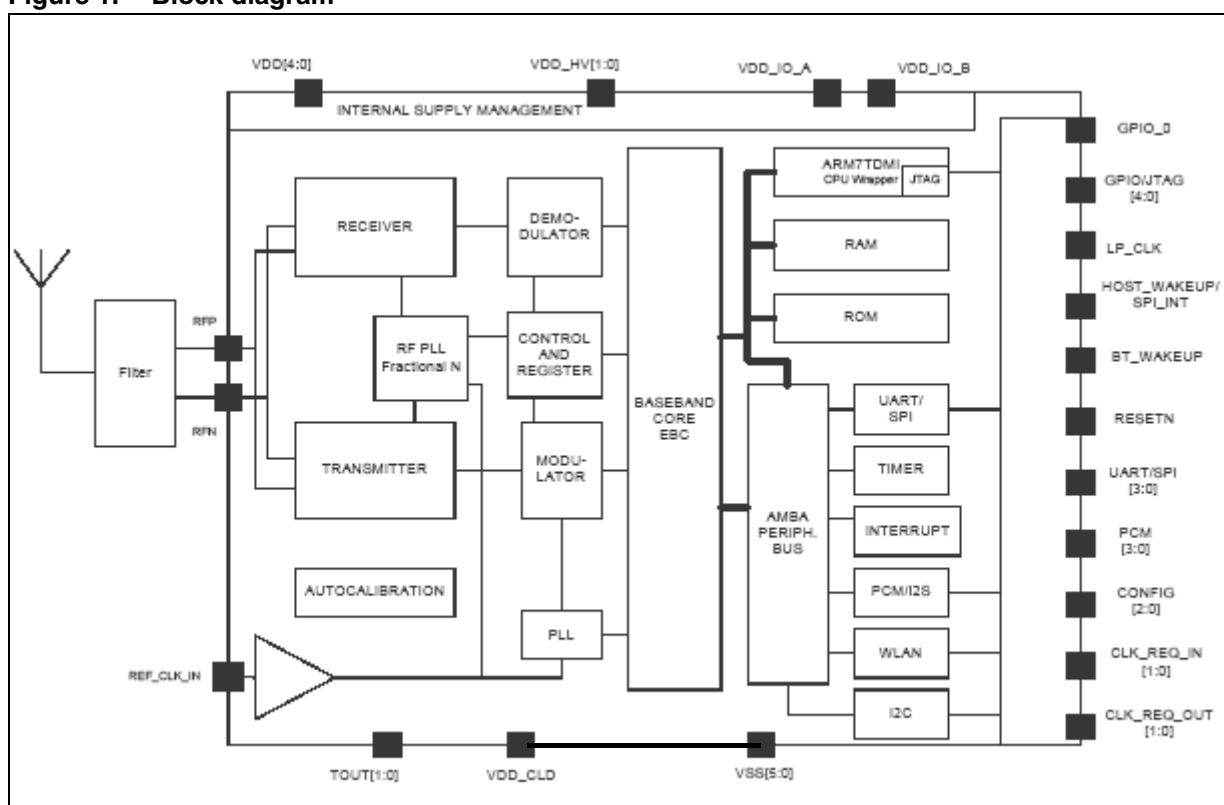 Figure 1. Block diagram
VDD[4:0]
VDD_HV[1:0]
VDD_IO_A
VDD_IO_B
INTERNAL SUPPLY MANAGEMENT
GPIO_0
ARM7TDMI
CPU Wrapper
JTAG
GPIO/JTAG
[4:0]
RECEIVER
DEMO-
DULATOR
RAM
LP_CLK
HOST_WAKEUP/
SPI_INT
ROM
RFP
RF PLL
Fractional N
CONTROL
AND
REGISTER
BT_WAKEUP
Filter
BASEBAND
CORE
EBC
UART/
SPI
RESETN
RFN
TRANSMITTER
MODU-
LATOR
TIMER
UART/SPI
[3:0]
AMBA
PERIPH.
BUS
INTERRUPT
PCM
[3:0]
AUTOCALIBRATION
PCM/I2S
CONFIG
[2:0]
PLL
WLAN
CLK_REQ_IN
[1:0]
REF_CLK_IN
I2C
CLK_REQ_OUT
[1:0]
TOUT[1:0]
VDD_CLD
VSS[5:0]